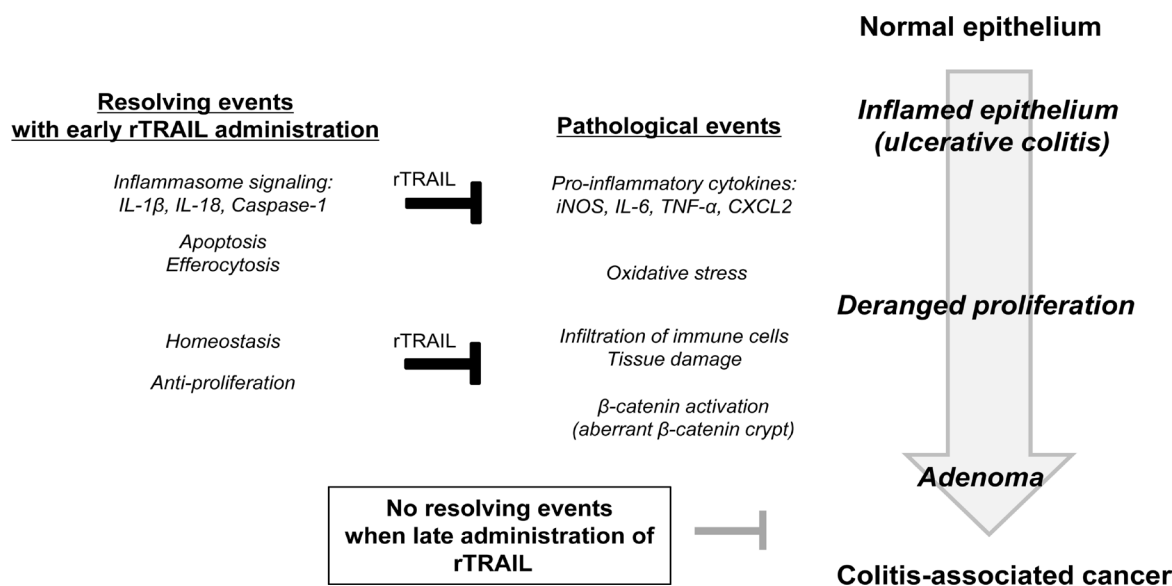 Resolving events
with early rTRAIL administration
Inflammasome signaling:
IL-1β, IL-18, Caspase-1
Apoptosis
Efferocytosis
Homeostasis
Anti-proliferation
rTRAIL
rTRAIL
Pathological events
Pro-inflammatory cytokines:
iNOS, IL-6, TNF-α, CXCL2
Oxidative stress
Infiltration of immune cells
Tissue damage
β-catenin activation
(aberrant β-catenin crypt)
No resolving events
when late administration of
rTRAIL
Normal epithelium
Inflamed epithelium
(ulcerative colitis)
Deranged proliferation
Adenoma
Colitis-associated cancer